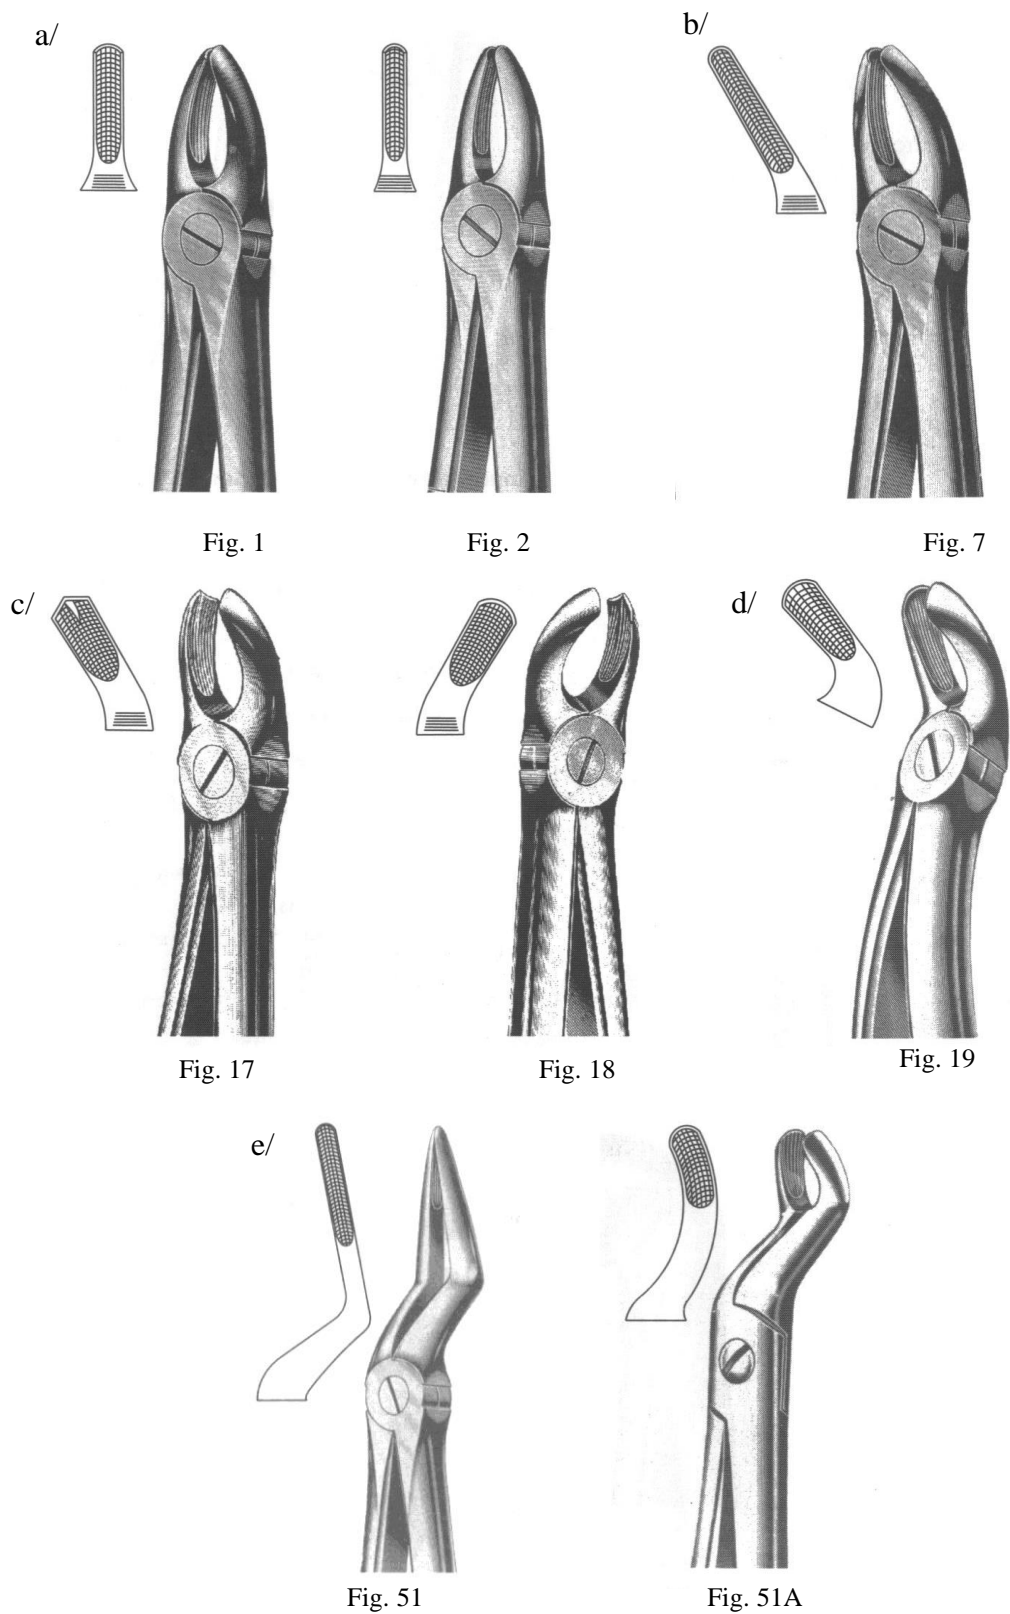 a/
b/
Fig. 1
Fig. 2
Fig. 7
c/
d/
Fig. 17
Fig. 18
Fig. 19
e/
Fig. 51
Fig. 51A